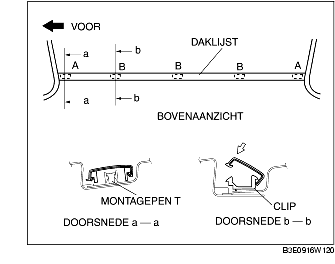 VOOR
DAKLIJST
a b
A B B B A
a b
BOVENAANZICHT
MONTAGEPEN T
CLIP
DOORSNEDE a — a
DOORSNEDE b — b
B3E0916W120